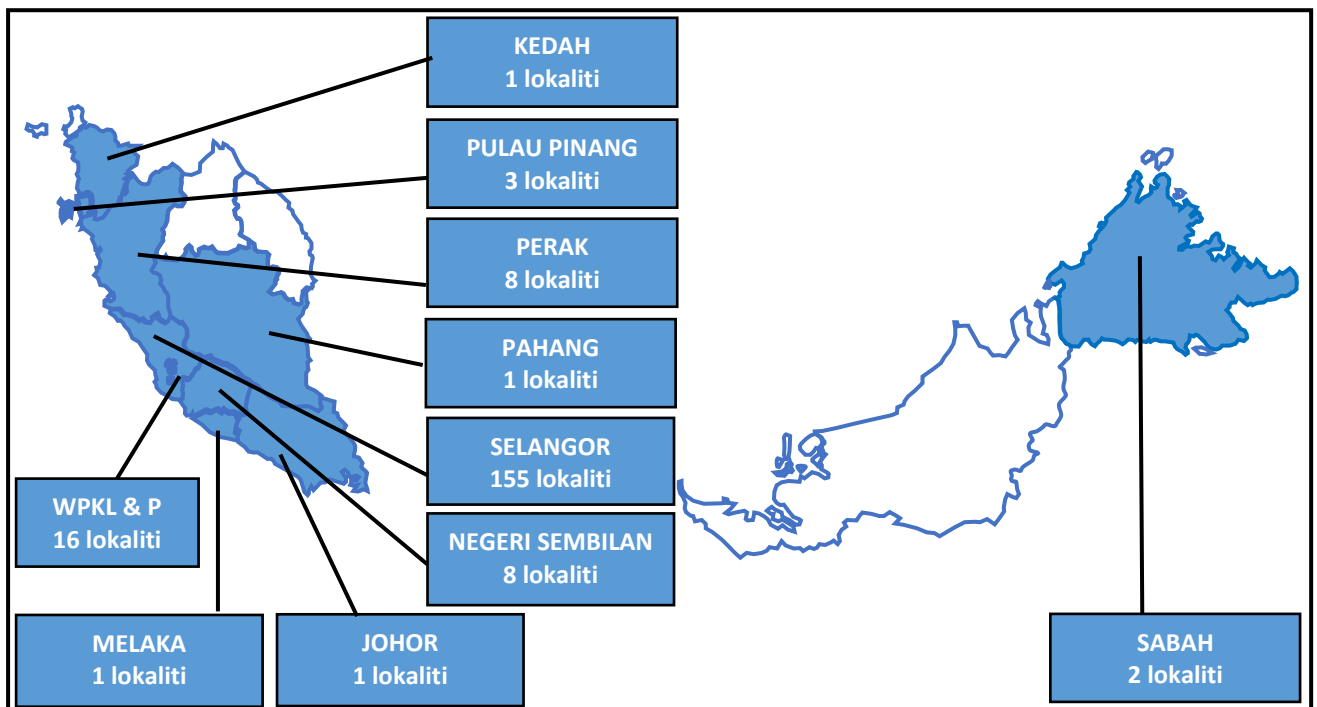 KEDAH
1 lokaliti
PULAU PINANG
3 lokaliti
PERAK
8 lokaliti
PAHANG
1 lokaliti
SELANGOR
155 lokaliti
WPKL & P
16 lokaliti
NEGERI SEMBILAN
8 lokaliti
MELAKA
1 lokaliti
JOHOR
1 lokaliti
SABAH
2 lokaliti